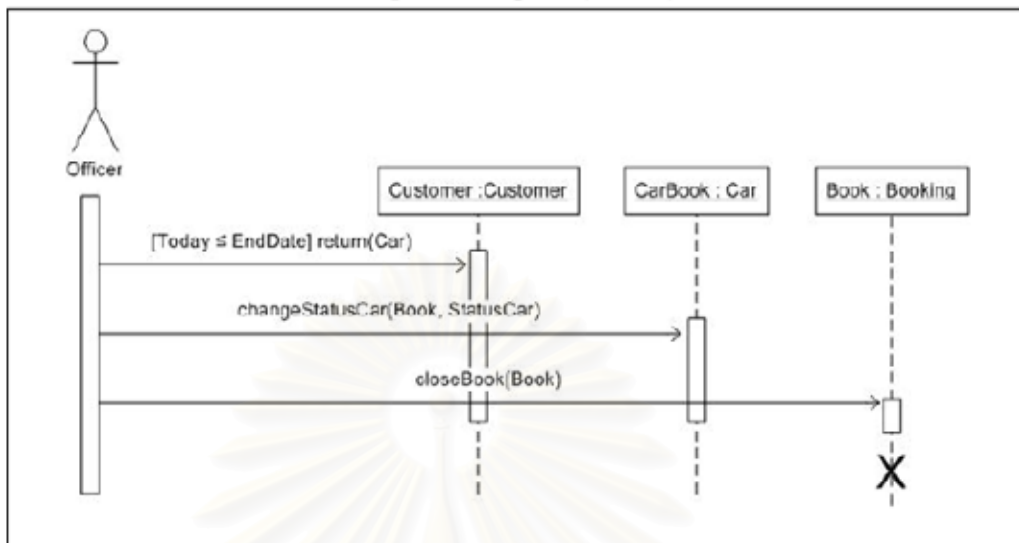 Officer
Customer :Customer
CarBook : Car
Book : Booking
[Today ≤ EndDate] return(Car)
changeStatusCar(Book, StatusCar)
closeBook(Book)